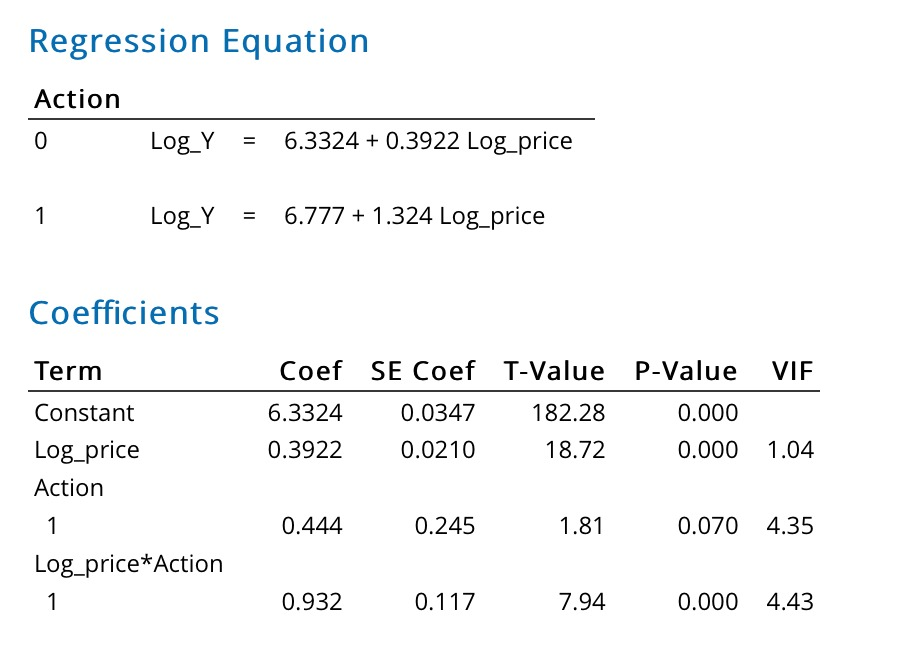 Regression Equation
Action
0 Log_Y = 6.3324 + 0.3922 Log_price
1 Log_Y = 6.777 + 1.324 Log_price
Coefficients
Term Coef SE Coef T-Value P-Value VIF
Constant 6.3324 0.0347 182.28 0.000
Log_price 0.3922 0.0210 18.72 0.000 1.04
Action
1 0.444 0.245 1.81 0.070 4.35
Log_price*Action
1 0.932 0.117 7.94 0.000 4.43